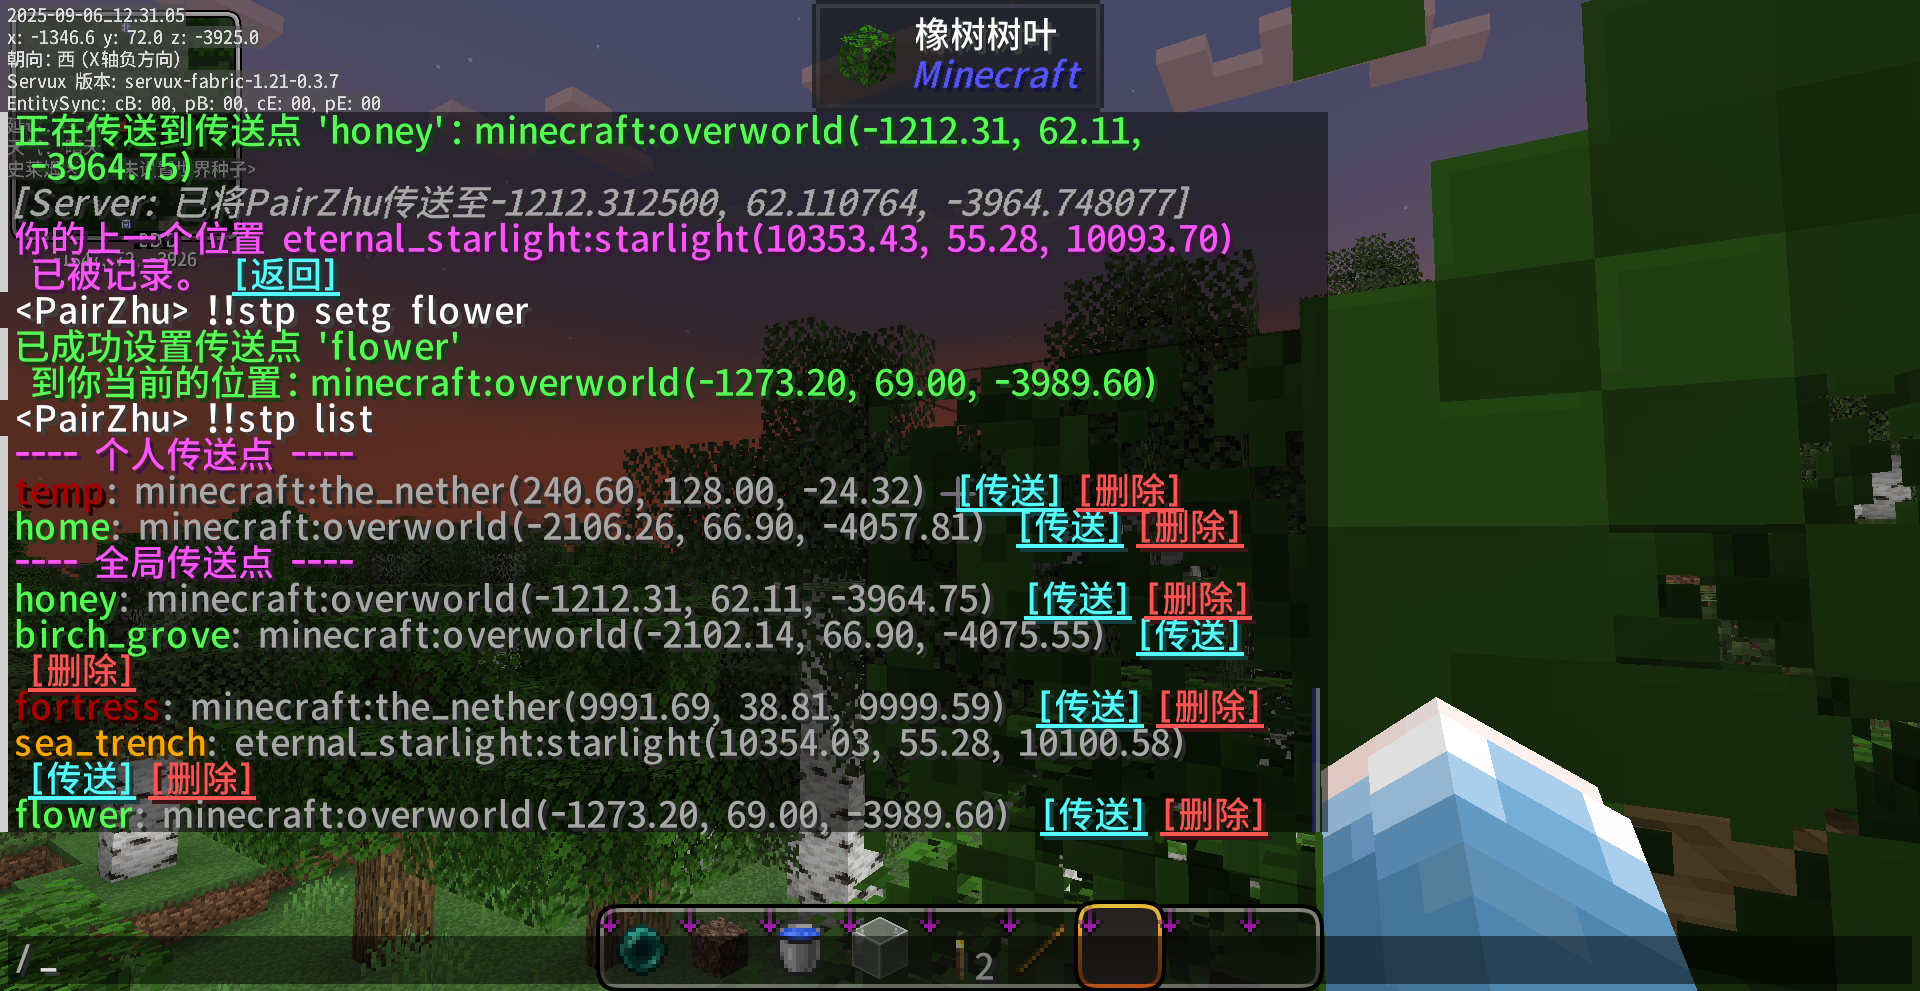 2025-09-06_12.31.05
x: -1346.6 y: 72.0 z: -3925.0
朝向: 西 (X轴负方向)
Servux 版本: servux-fabric-1.21-0.3.7
EntitySync: cB: 00, pB: 00, cE: 00, pE: 00
橡树树叶
Minecraft
正在传送到传送点 'honey': minecraft:overworld(-1212.31, 62.11,
-3964.75)
[Server: 已将PairZhu传送至-1212.312500, 62.110764, -3964.748077]
你的上一个位置 eternal_starlight:starlight(10353.43, 55.28, 10093.70)
已被记录。 [返回]
<PairZhu> !!stp setg flower
已成功设置传送点 'flower'
到你当前的位置: minecraft:overworld(-1273.20, 69.00, -3989.60)
<PairZhu> !!stp list
---- 个人传送点 ----
temp: minecraft:the_nether(240.60, 128.00, -24.32) [传送] [删除]
home: minecraft:overworld(-2106.26, 66.90, -4057.81) [传送] [删除]
---- 全局传送点 ----
honey: minecraft:overworld(-1212.31, 62.11, -3964.75) [传送] [删除]
birch_grove: minecraft:overworld(-2102.14, 66.90, -4075.55) [传送]
[删除]
fortress: minecraft:the_nether(9991.69, 38.81, 9999.59) [传送] [删除]
sea_trench: eternal_starlight:starlight(10354.03, 55.28, 10100.58)
[传送] [删除]
flower: minecraft:overworld(-1273.20, 69.00, -3989.60) [传送] [删除]
2
/ _